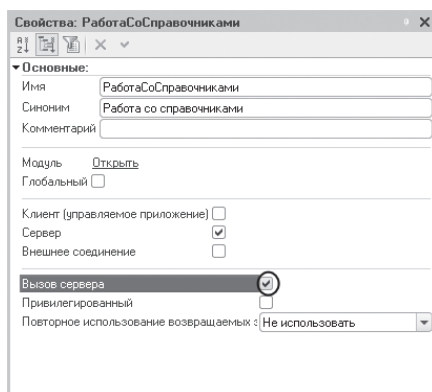 Свойства: РаботаСоСправочниками
Основные:
Имя РаботаСоСправочниками
Синоним Работа со справочниками
Комментарий
Модуль Открыть
Глобальный
Клиент (управляемое приложение)
Сервер
Внешнее соединение
Вызов сервера
Привилегированный
Повторное использование возвращаемых з Не использовать